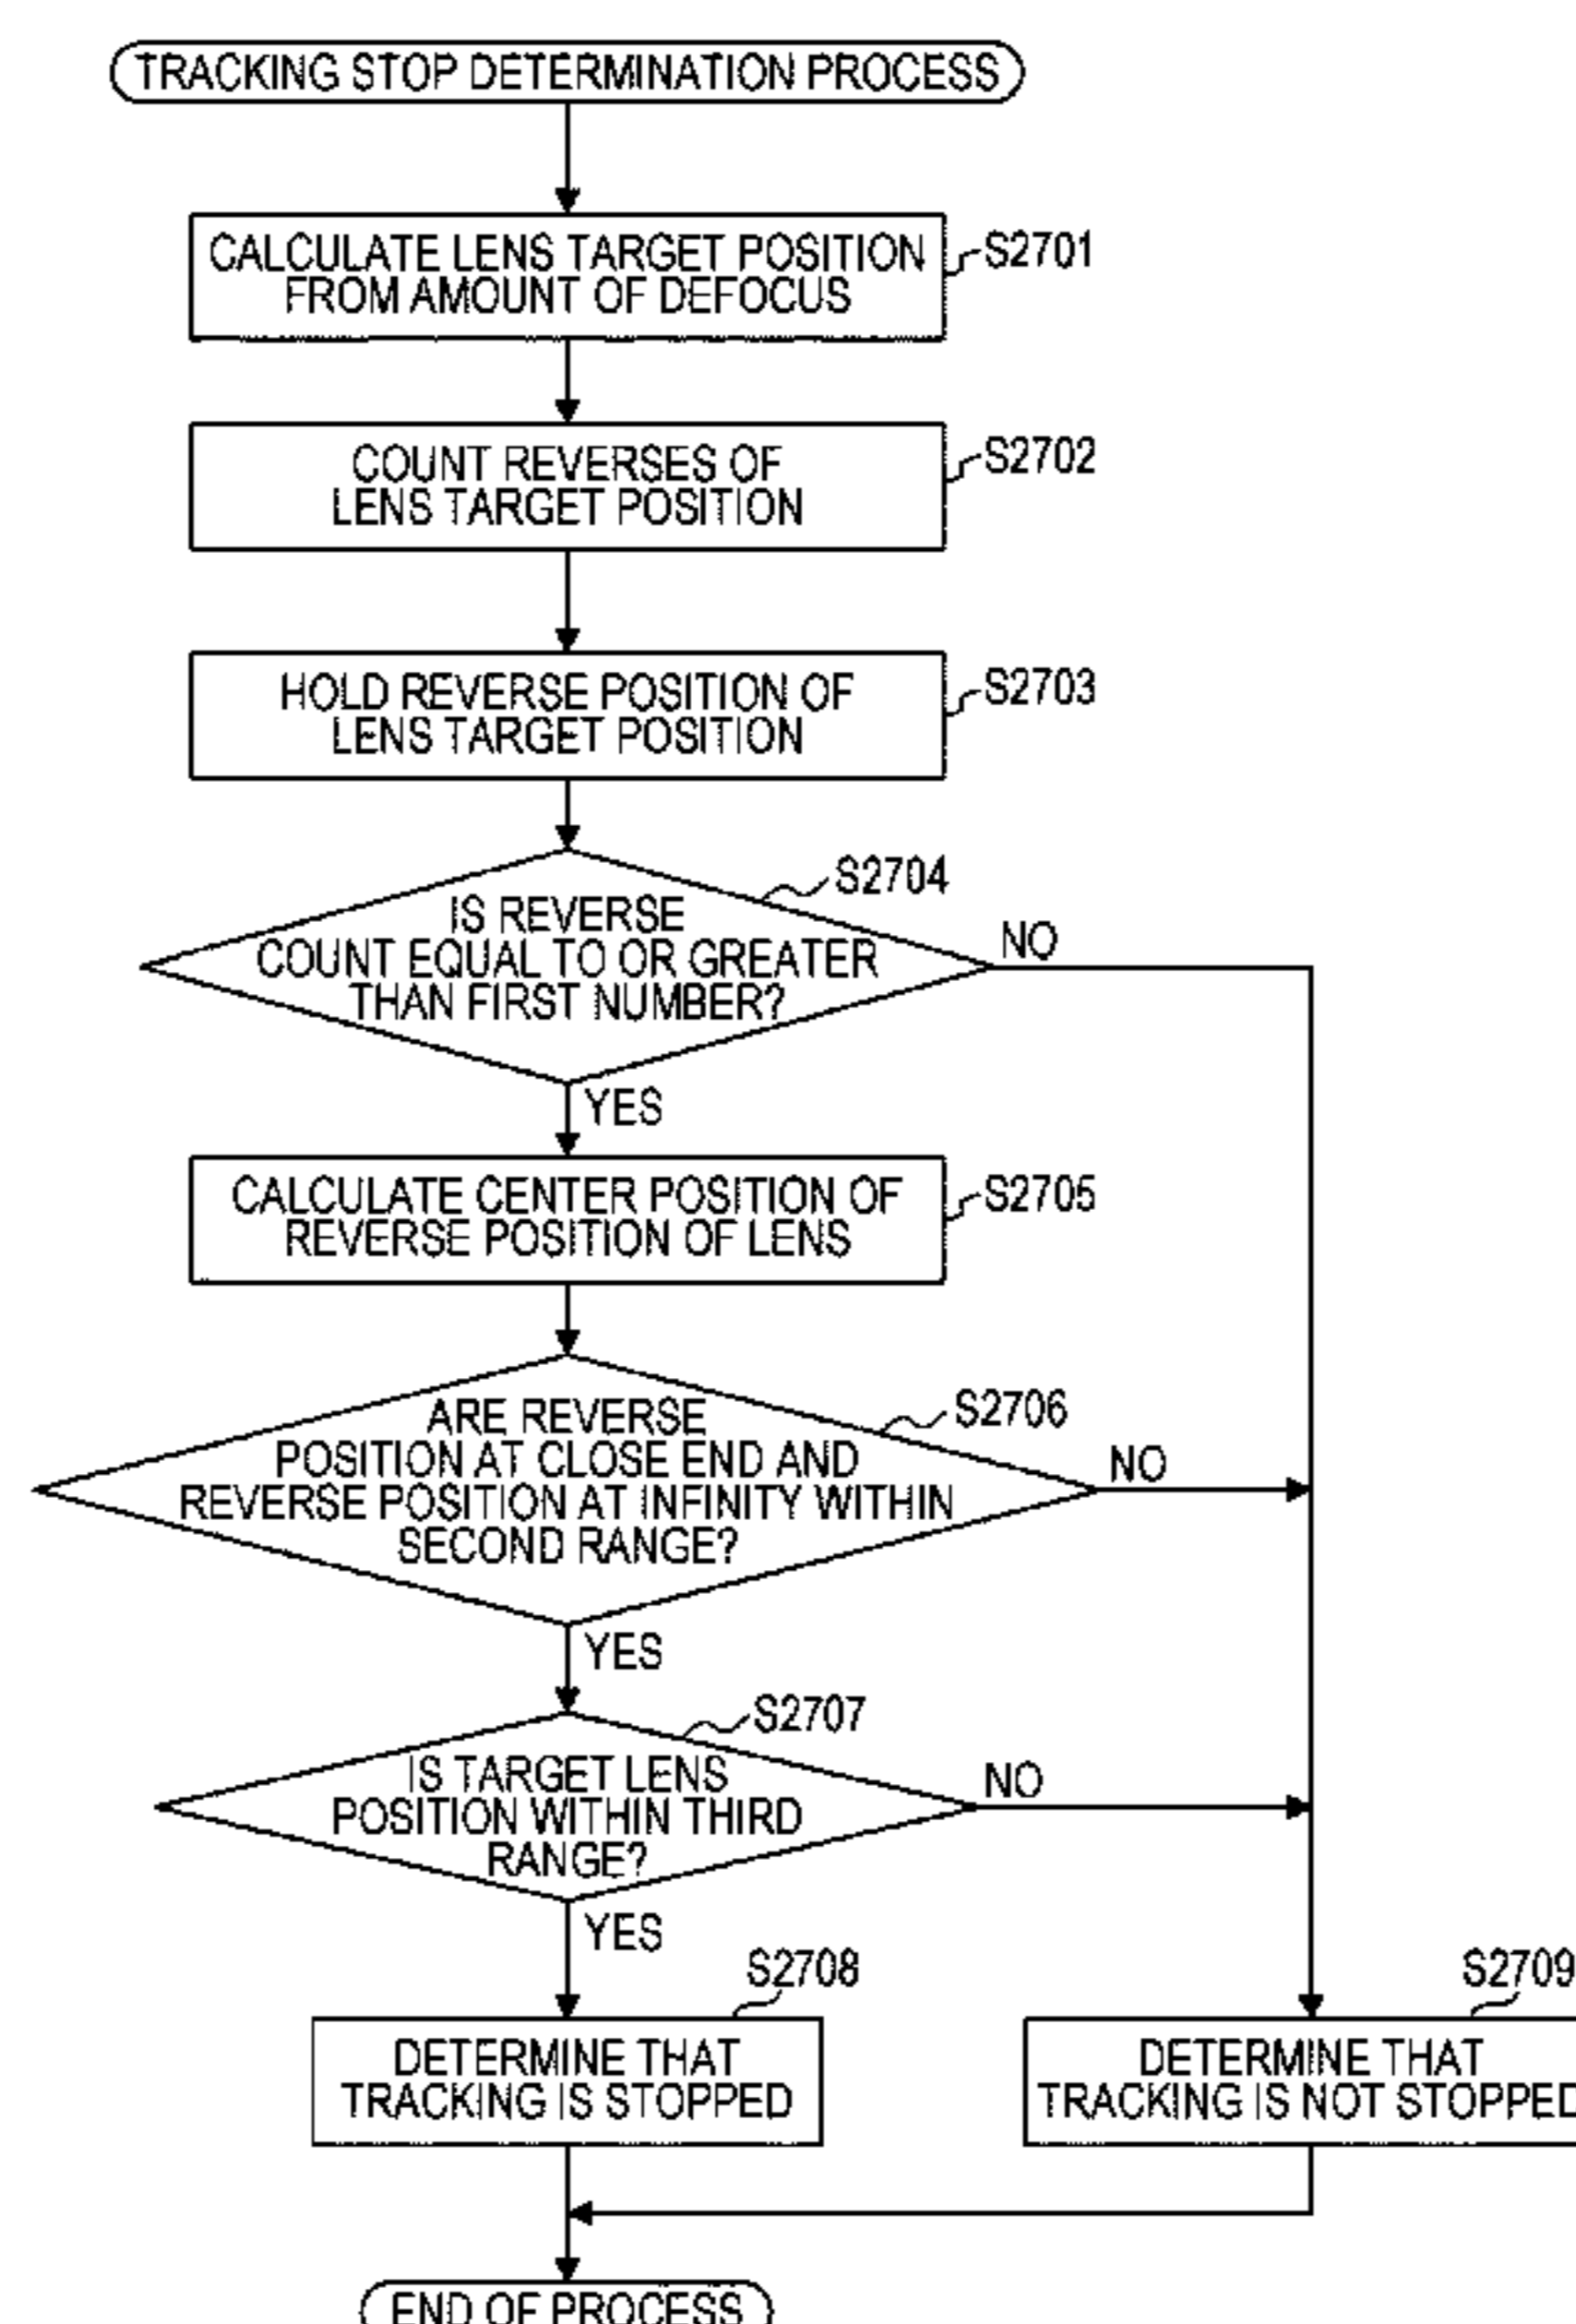 TRACKING STOP DETERMINATION PROCESS
CALCULATE LENS TARGET POSITION
FROM AMOUNT OF DEFOCUS
S2701
COUNT REVERSES OF
LENS TARGET POSITION
S2702
HOLD REVERSE POSITION OF
LENS TARGET POSITION
S2703
S2704
IS REVERSE
COUNT EQUAL TO OR GREATER
THAN FIRST NUMBER?
NO
YES
CALCULATE CENTER POSITION OF
REVERSE POSITION OF LENS
S2705
S2706
ARE REVERSE
POSITION AT CLOSE END AND
REVERSE POSITION AT INFINITY WITHIN
SECOND RANGE?
NO
YES
S2707
IS TARGET LENS
POSITION WITHIN THIRD
RANGE?
NO
YES
S2708
DETERMINE THAT
TRACKING IS STOPPED
S2709
DETERMINE THAT
TRACKING IS NOT STOPPED
END OF PROCESS